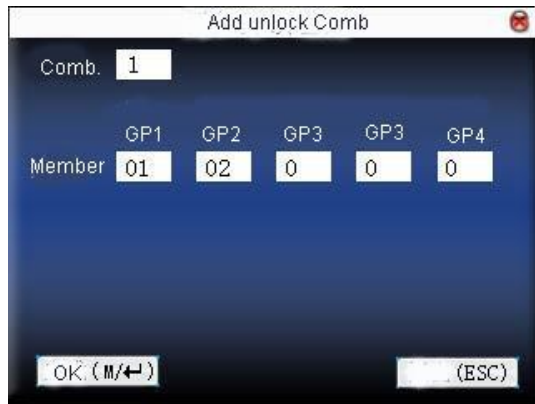 Add unlock Comb
Comb. 1
GP1 GP2 GP3 GP3 GP4
Member 01 02 0 0 0
OK (M/↵) (ESC)